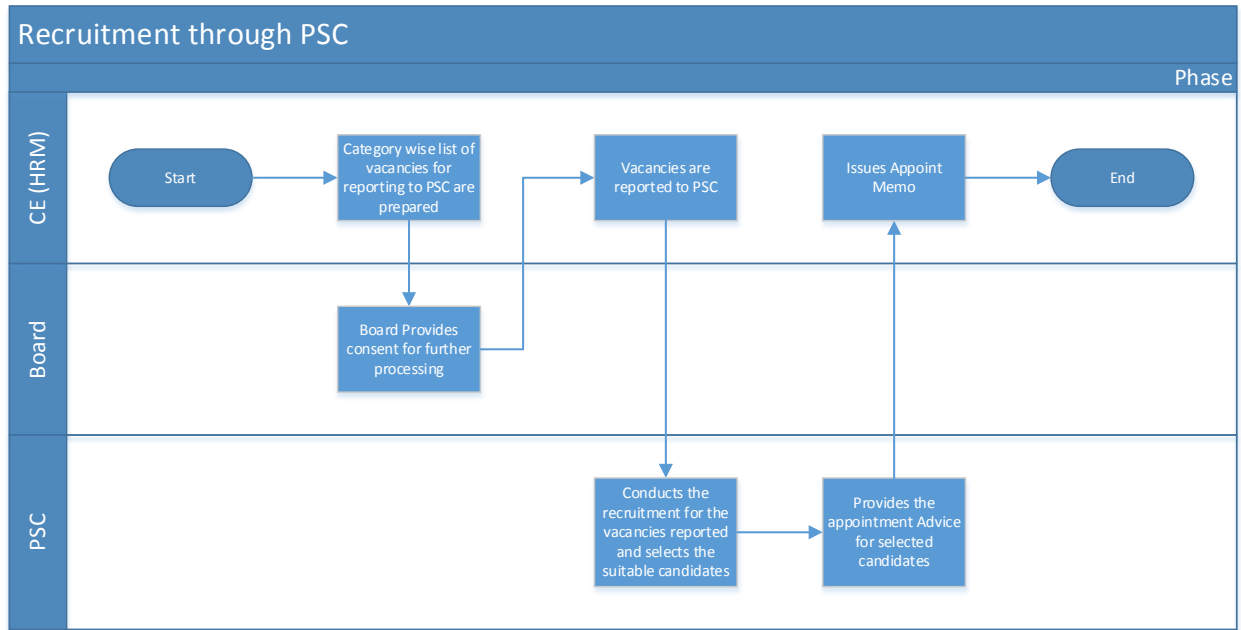 Recruitment through PSC
Phase
CE (HRM)
Start
Category wise list of
vacancies for
reporting to PSC are
prepared
Vacancies are
reported to PSC
Issues Appoint
Memo
End
Board
Board Provides
consent for further
processing
PSC
Conducts the
recruitment for the
vacancies reported
and selects the
suitable candidates
Provides the
appointment Advice
for selected
candidates